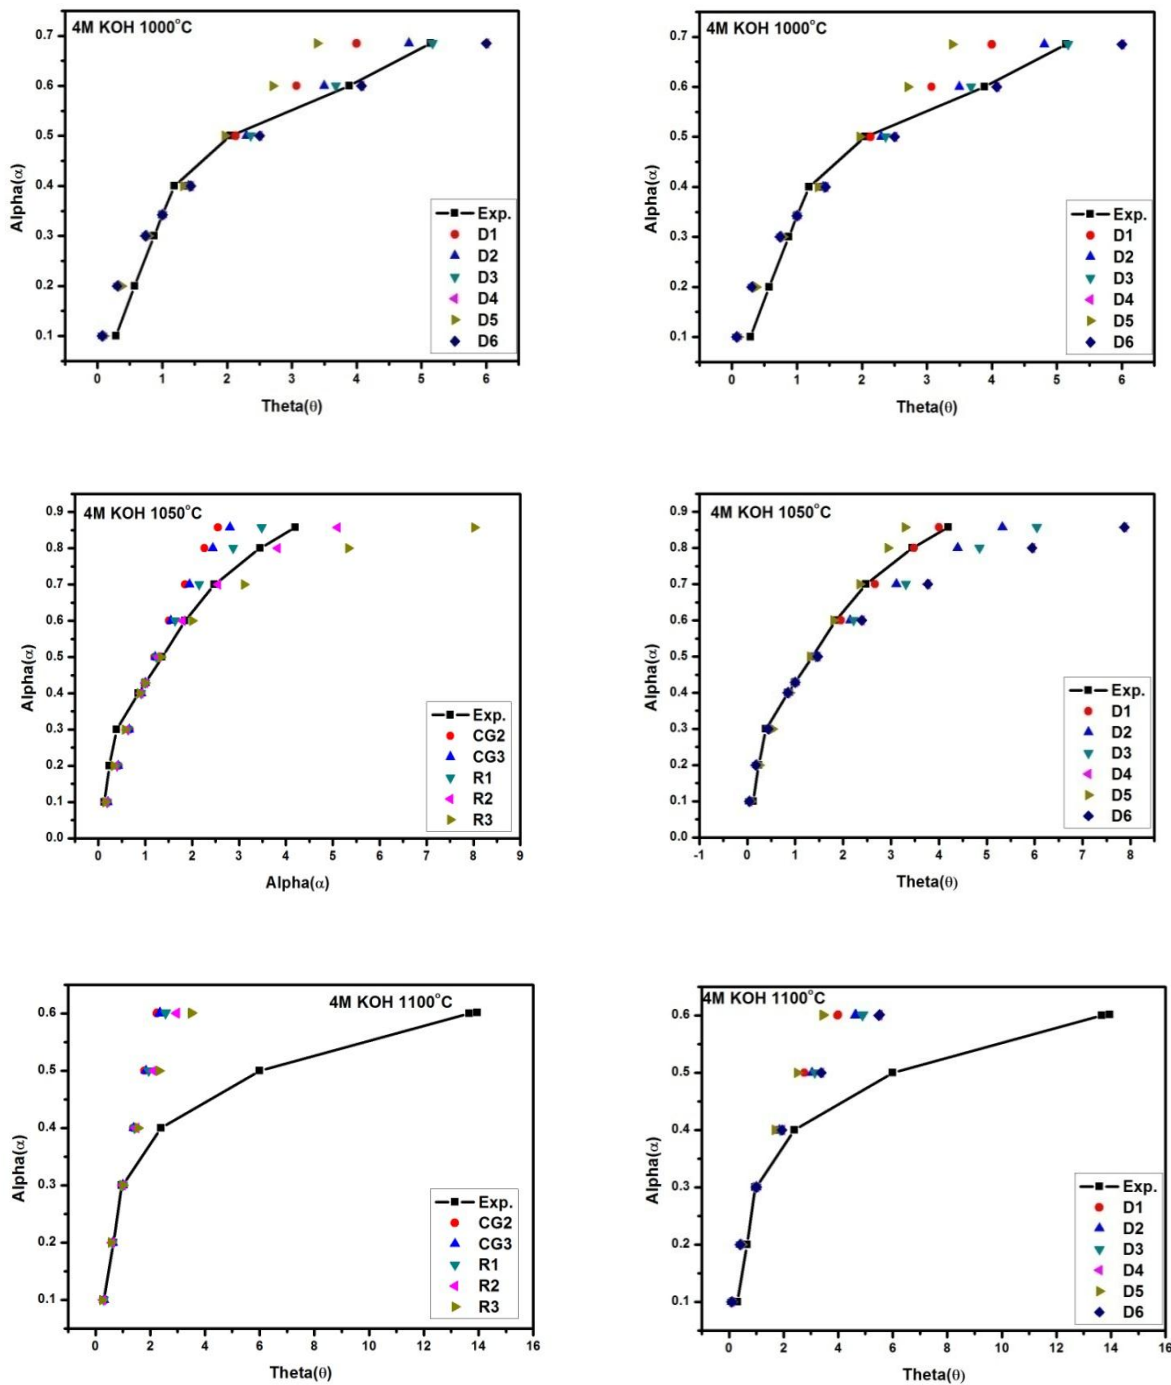 4M KOH 1000°C
0.7
0.6
0.5
0.4
0.3
0.2
0.1
Alpha(α)
0 1 2 3 4 5 6
Theta(θ)
Exp.
D1
D2
D3
D4
D5
D6
4M KOH 1000°C
0.7
0.6
0.5
0.4
0.3
0.2
0.1
Alpha(α)
0 1 2 3 4 5 6
Theta(θ)
Exp.
D1
D2
D3
D4
D5
D6
4M KOH 1050°C
0.9
0.8
0.7
0.6
0.5
0.4
0.3
0.2
0.1
0.0
Alpha(α)
0 1 2 3 4 5 6 7 8 9
Alpha(α)
Exp.
CG2
CG3
R1
R2
R3
4M KOH 1050°C
0.9
0.8
0.7
0.6
0.5
0.4
0.3
0.2
0.1
0.0
Alpha(α)
-1 0 1 2 3 4 5 6 7 8
Theta(θ)
Exp.
D1
D2
D3
D4
D5
D6
4M KOH 1100°C
0.6
0.5
0.4
0.3
0.2
0.1
Alpha(α)
0 2 4 6 8 10 12 14 16
Theta(θ)
Exp.
CG2
CG3
R1
R2
R3
4M KOH 1100°C
0.6
0.5
0.4
0.3
0.2
0.1
Alpha(α)
0 2 4 6 8 10 12 14 16
Theta(θ)
Exp.
D1
D2
D3
D4
D5
D6